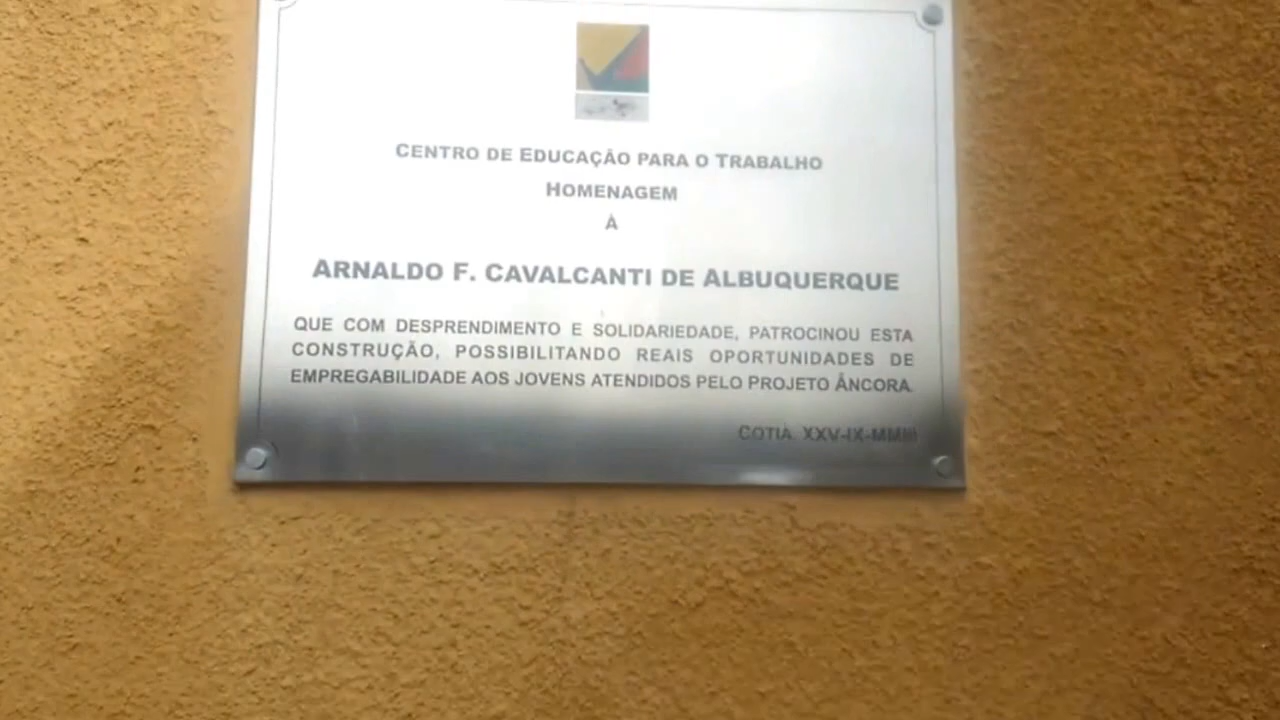 CENTRO DE EDUCAÇÃO PARA O TRABALHO
HOMENAGEM
À
ARNALDO F. CAVALCANTI DE ALBUQUERQUE
QUE COM DESPRENDIMENTO E SOLIDARIEDADE, PATROCINOU ESTA
CONSTRUÇÃO, POSSIBILITANDO REAIS OPORTUNIDADES DE
EMPREGABILIDADE AOS JOVENS ATENDIDOS PELO PROJETO ÂNCORA.
COTIA, XXV-IX-MMIII